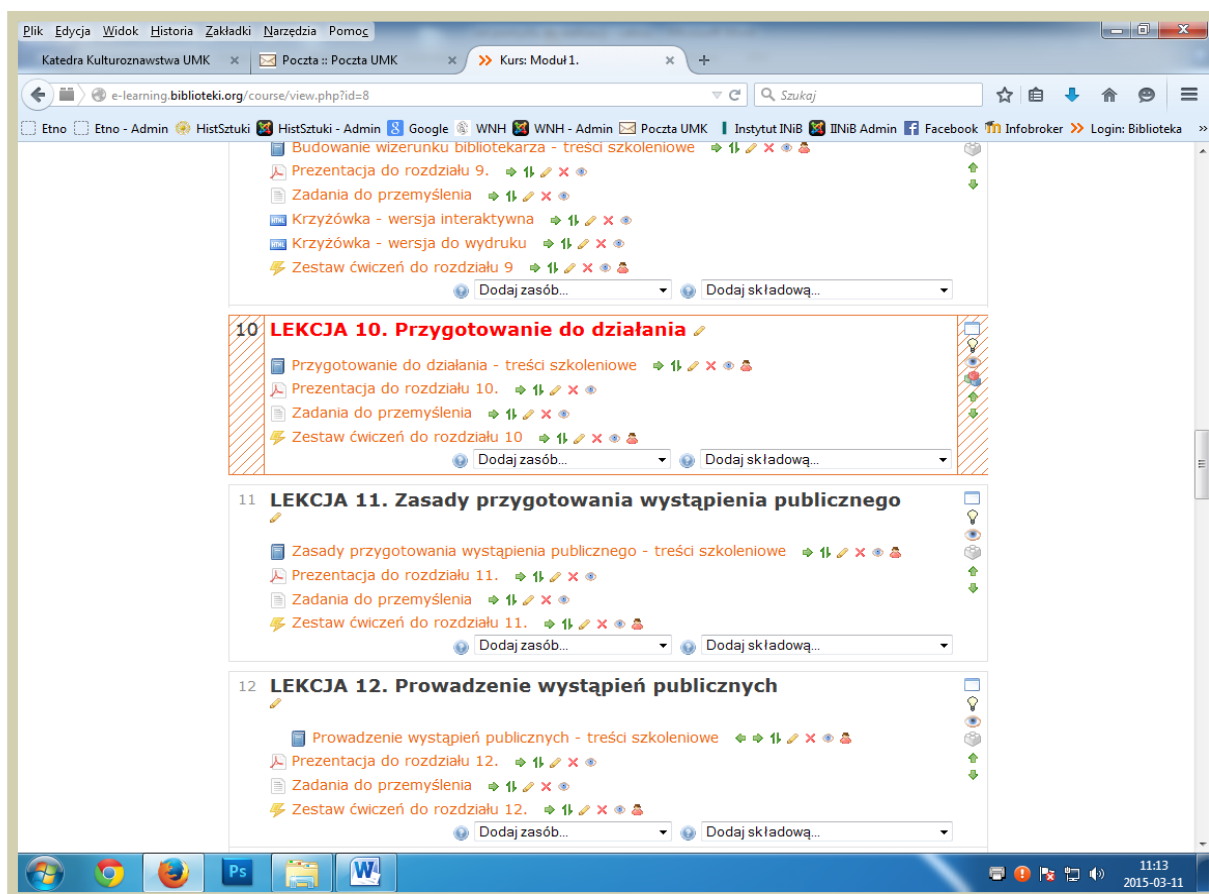 Plik Edycja Widok Historia Zakładki Narzędzia Pomoc
Katedra Kulturoznawstwa UMK × Poczta :: Poczta UMK × Kurs: Moduł 1. × +
e-learning.biblioteki.org/course/view.php?id=8 Szukaj
Etno Etno - Admin HistSztuki HistSztuki - Admin Google WNH WNH - Admin Poczta UMK Instytut INiB IINiB Admin Facebook Infobroker Login: Biblioteka »
Budowanie wizerunku bibliotekarza - treści szkoleniowe
Prezentacja do rozdziału 9.
Zadania do przemyślenia
Krzyżówka - wersja interaktywna
Krzyżówka - wersja do wydruku
Zestaw ćwiczeń do rozdziału 9
Dodaj zasób... Dodaj składową...
10 LEKCJA 10. Przygotowanie do działania
Przygotowanie do działania - treści szkoleniowe
Prezentacja do rozdziału 10.
Zadania do przemyślenia
Zestaw ćwiczeń do rozdziału 10
Dodaj zasób... Dodaj składową...
11 LEKCJA 11. Zasady przygotowania wystąpienia publicznego
Zasady przygotowania wystąpienia publicznego - treści szkoleniowe
Prezentacja do rozdziału 11.
Zadania do przemyślenia
Zestaw ćwiczeń do rozdziału 11.
Dodaj zasób... Dodaj składową...
12 LEKCJA 12. Prowadzenie wystąpień publicznych
Prowadzenie wystąpień publicznych - treści szkoleniowe
Prezentacja do rozdziału 12.
Zadania do przemyślenia
Zestaw ćwiczeń do rozdziału 12.
Dodaj zasób... Dodaj składową...
Ps W 11:13
2015-03-11